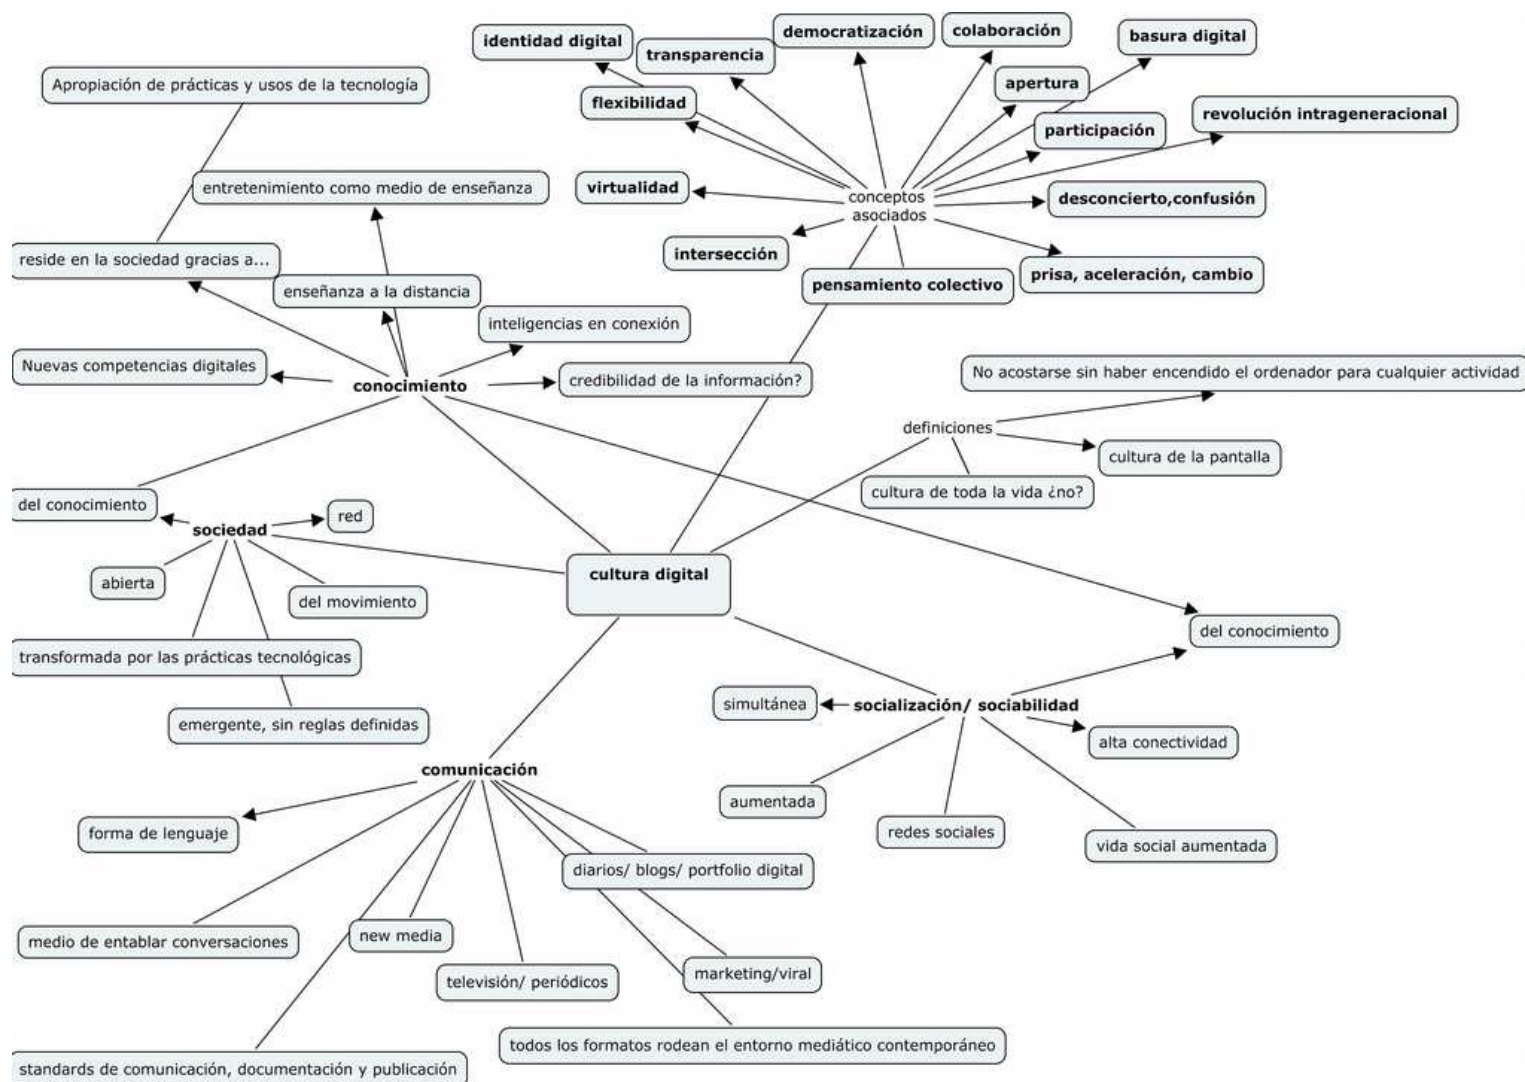 identidad digital
transparencia
democratización
colaboración
basura digital
Apropiación de prácticas y usos de la tecnología
flexibilidad
apertura
revolución intrageneracional
participación
entretenimiento como medio de enseñanza
virtualidad
conceptos
asociados
desconcierto,confusión
intersección
reside en la sociedad gracias a...
enseñanza a la distancia
pensamiento colectivo
prisa, aceleración, cambio
inteligencias en conexión
Nuevas competencias digitales
conocimiento
credibilidad de la información?
No acostarse sin haber encendido el ordenador para cualquier actividad
definiciones
cultura de la pantalla
cultura de toda la vida ¿no?
del conocimiento
red
sociedad
abierta
del movimiento
cultura digital
del conocimiento
transformada por las prácticas tecnológicas
emergente, sin reglas definidas
simultánea
socialización/ sociabilidad
alta conectividad
comunicación
aumentada
redes sociales
vida social aumentada
forma de lenguaje
diarios/ blogs/ portfolio digital
medio de entablar conversaciones
new media
televisión/ periódicos
marketing/viral
todos los formatos rodean el entorno mediático contemporáneo
standards de comunicación, documentación y publicación